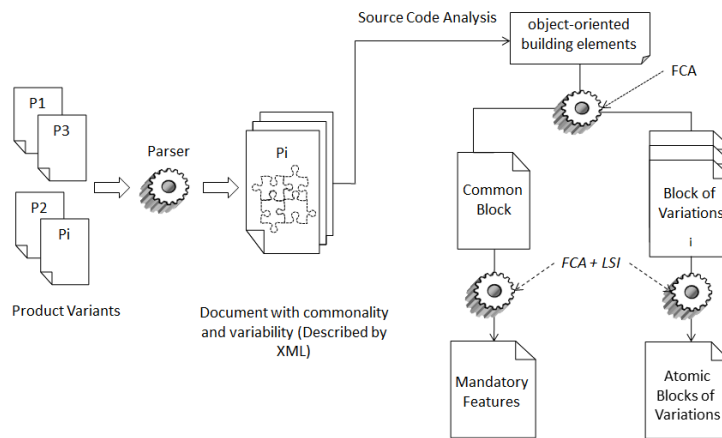 Source Code Analysis
object-oriented
building elements
FCA
P1
P3
Parser
Pi
P2
Pi
Common
Block
Block of
Variations
i
FCA + LSI
Product Variants
Document with commonality
and variability (Described by
XML)
Mandatory
Features
Atomic
Blocks of
Variations